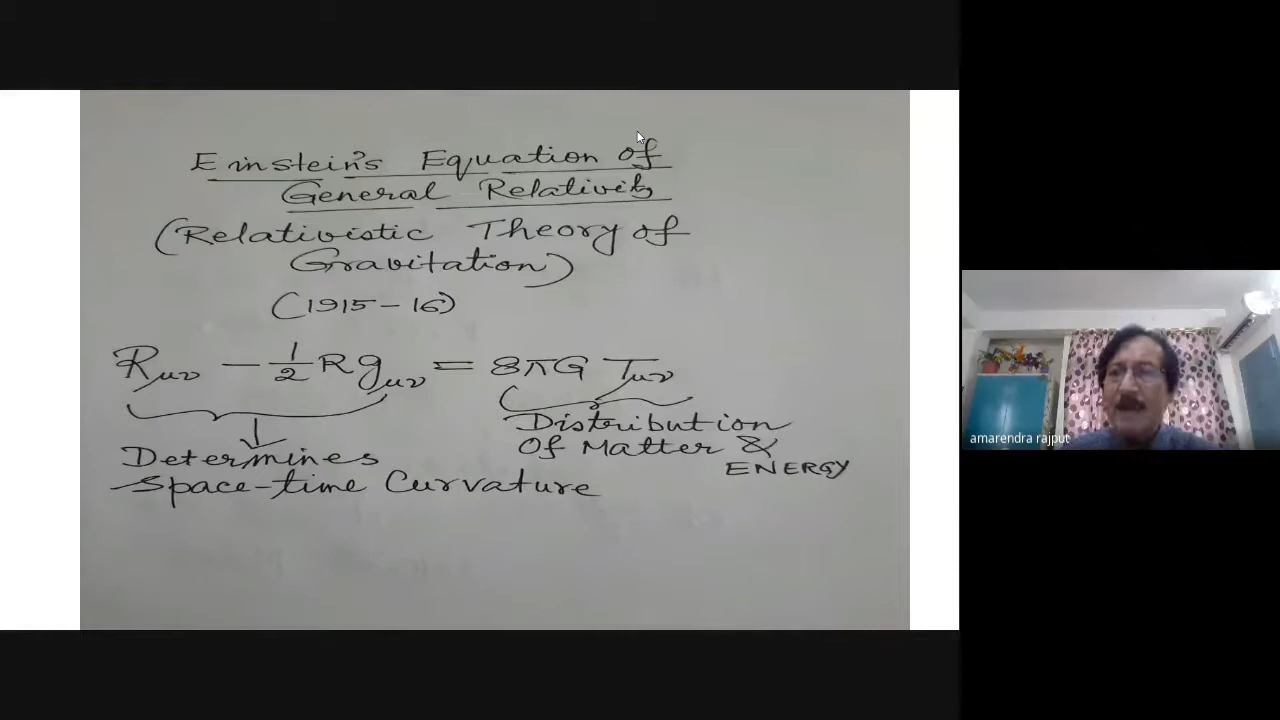 Einstein's Equation of
General Relativity
(Relativistic Theory of
Gravitation)
(1915-16)
Rμν - 1/2 R gμν = 8πG Tμν
Determines
Space-time Curvature
Distribution
Of Matter &
ENERGY
amarendra rajput